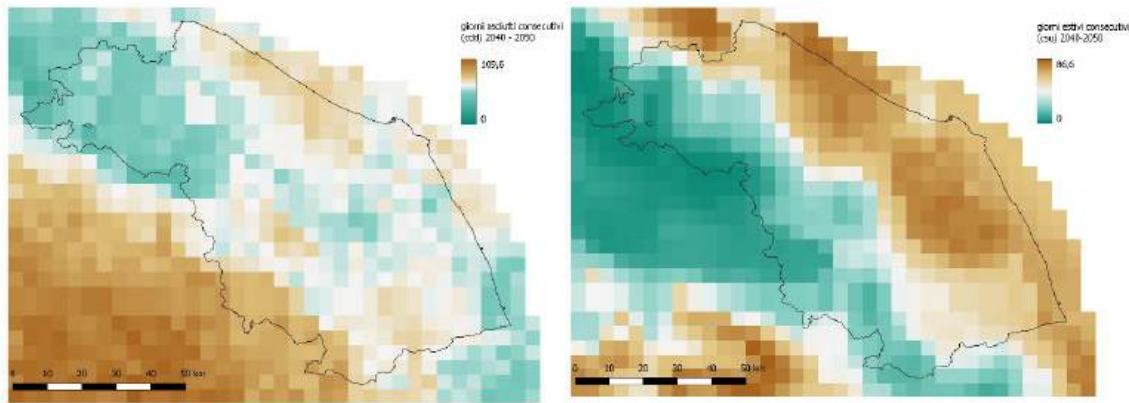 giorni asciutti consecutivi
(cdd) 2040 - 2050
105,6
0
0 10 20 30 40 50 km
giorni estivi consecutivi
(csu) 2040-2050
86,6
0
0 10 20 30 40 50 km